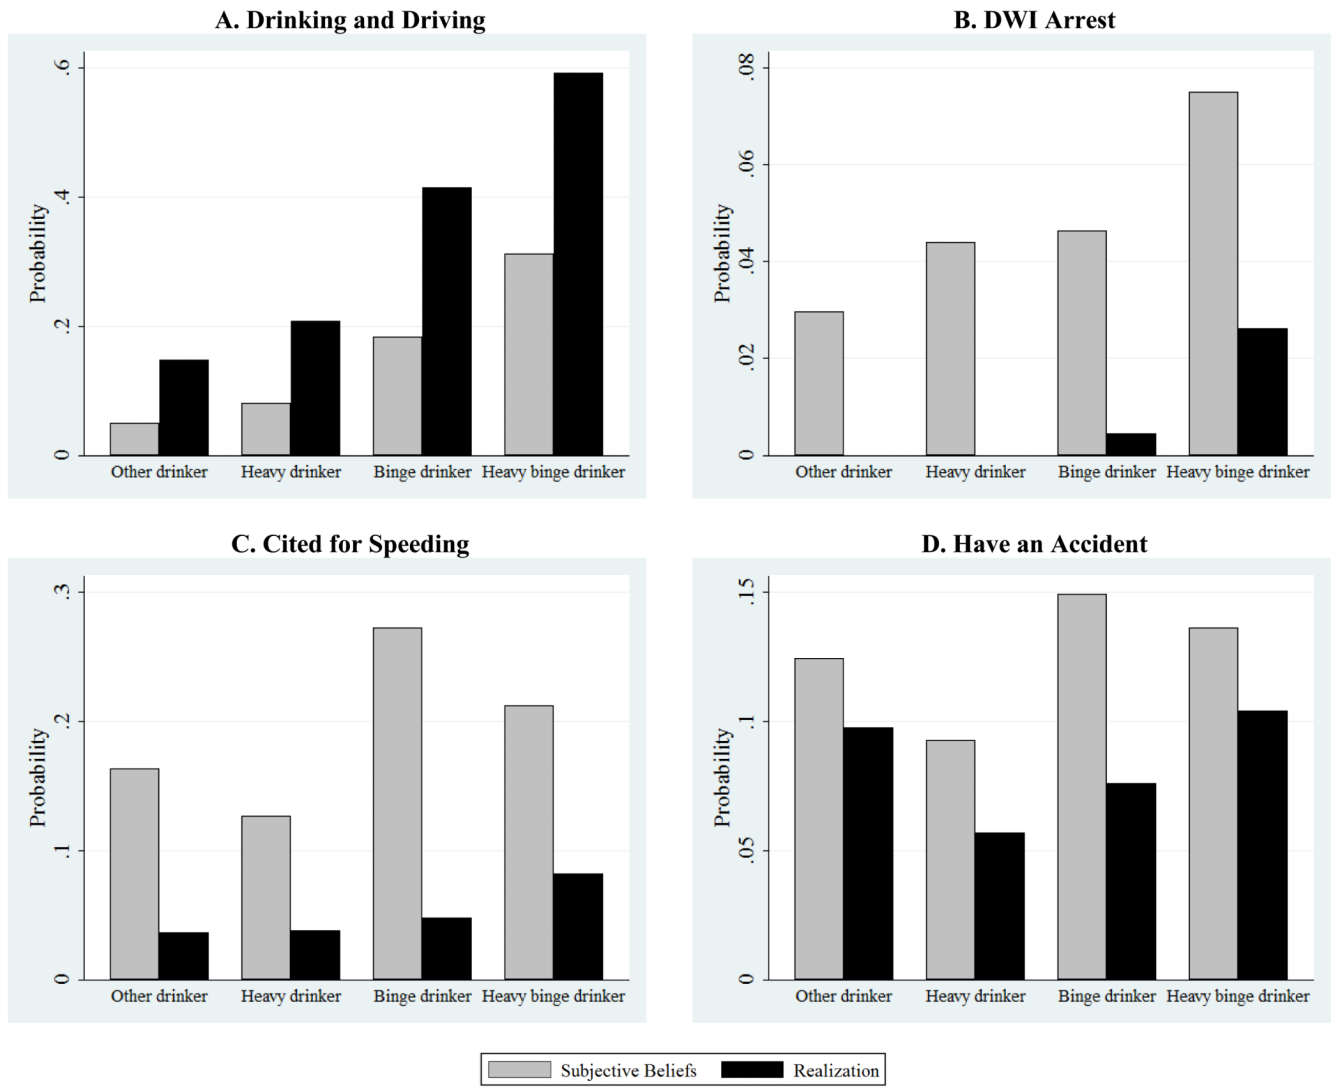 A. Drinking and Driving
Probability
.6
.4
.2
0
Other drinker
Heavy drinker
Binge drinker
Heavy binge drinker
B. DWI Arrest
Probability
.08
.06
.04
.02
0
Other drinker
Heavy drinker
Binge drinker
Heavy binge drinker
C. Cited for Speeding
Probability
.3
.2
.1
0
Other drinker
Heavy drinker
Binge drinker
Heavy binge drinker
D. Have an Accident
Probability
.15
.1
.05
0
Other drinker
Heavy drinker
Binge drinker
Heavy binge drinker
Subjective Beliefs
Realization